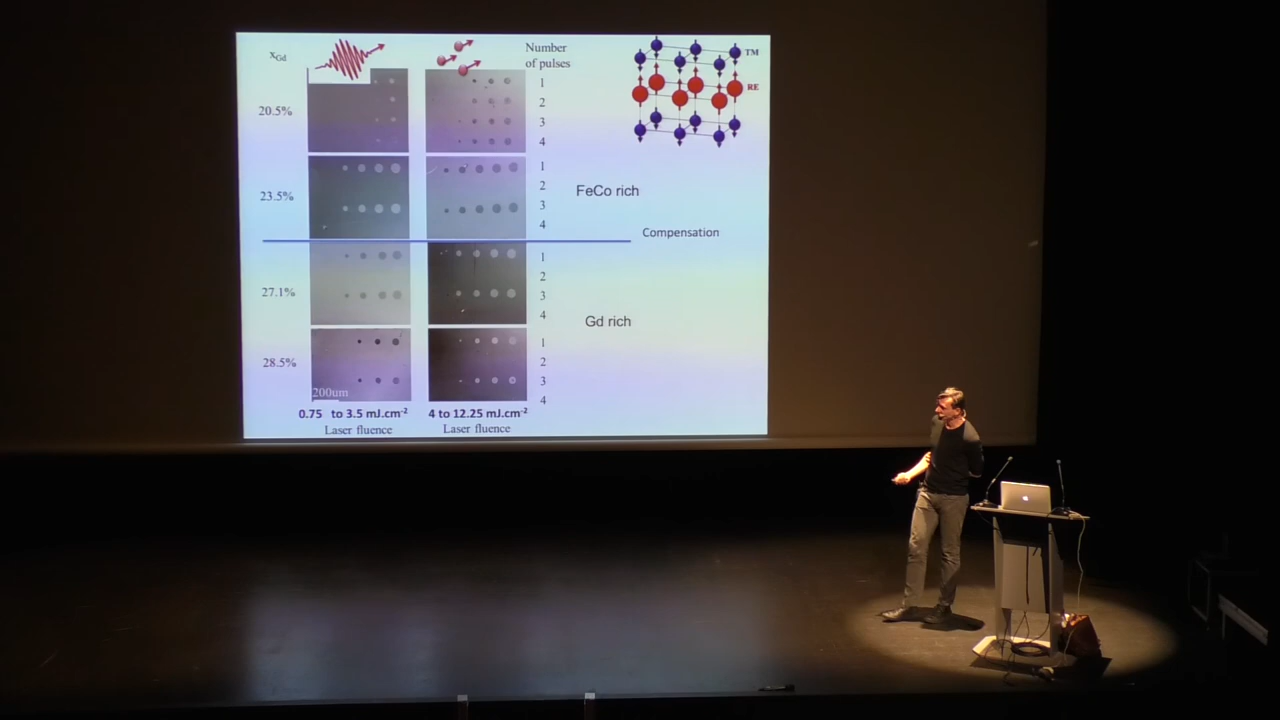 xGd
Number
of pulses
TM
RE
20.5%
1
2
3
4
23.5%
1
2
3
4
FeCo rich
Compensation
27.1%
1
2
3
4
Gd rich
28.5%
1
2
3
4
200um
0.75 to 3.5 mJ.cm-2
4 to 12.25 mJ.cm-2
Laser fluence
Laser fluence